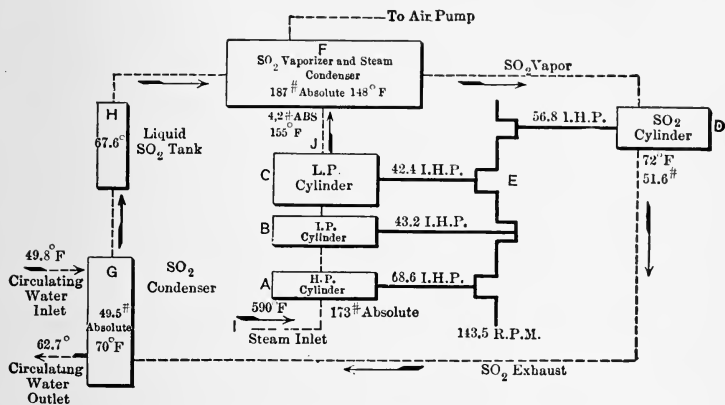 To Air Pump
F
SO2 Vaporizer and Steam
Condenser
187# Absolute 148° F
SO2 Vapor
H
67.6°
Liquid
SO2 Tank
4.2# ABS
155°F
J
56.8 I.H.P.
SO2
Cylinder
D
72°F
51.6#
C
L.P.
Cylinder
42.4 I.H.P.
E
B
I.P.
Cylinder
43.2 I.H.P.
49.8°F
Circulating
Water
Inlet
G
49.5#
Absolute
70°F
SO2
Condenser
A
H.P.
Cylinder
68.6 I.H.P.
590°F
Steam Inlet
173# Absolute
143.5 R.P.M.
62.7°
Circulating
Water
Outlet
SO2 Exhaust